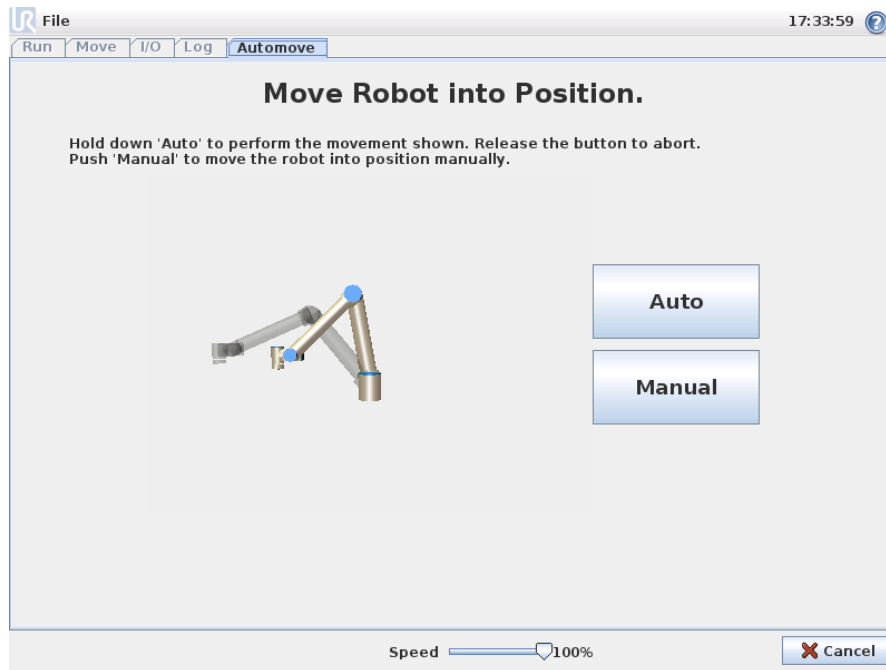 UR File 17:33:59 ?
Run Move I/O Log Automove
Move Robot into Position.
Hold down 'Auto' to perform the movement shown. Release the button to abort.
Push 'Manual' to move the robot into position manually.
Auto
Manual
Speed 100% Cancel